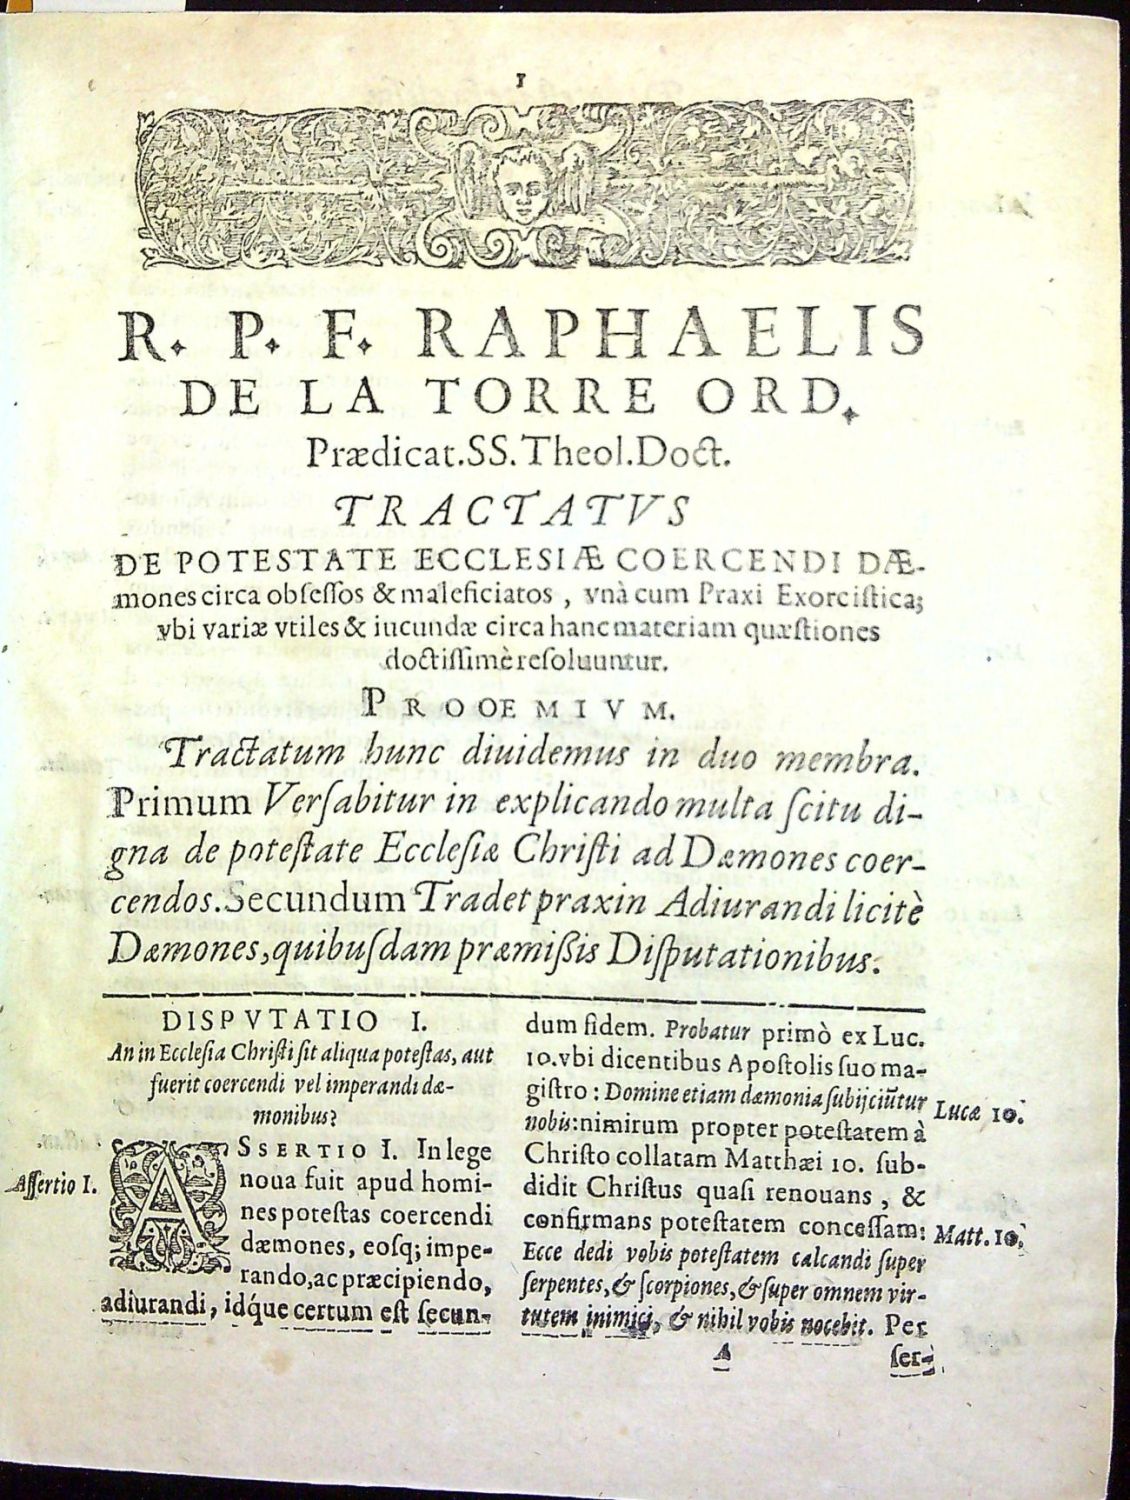 1
R. P. F. RAPHAELIS
DE LA TORRE ORD.
Prædicat.SS.Theol.Doct.
TRACTATVS
DE POTESTATE ECCLESIÆ COERCENDI DÆ-
mones circa obſeſſos & maleficiatos , vnà cum Praxi Exorciſtica;
vbi variæ vtiles & iucundæ circa hanc materiam quæſtiones
doctiſſimè reſoluuntur.
PROOEMIVM.
Tractatum hunc diuidemus in duo membra.
Primum Verſabitur in explicando multa ſcitu di-
gna de poteſtate Eccleſiæ Chriſti ad Dæmones coer-
cendos. Secundum Tradet praxin Adiurandi licitè
Dæmones, quibuſdam præmißis Diſputationibus.
DISPVTATIO I.
An in Eccleſia Chriſti ſit aliqua poteſtas, aut
fuerit coercendi vel imperandi dæ-
monibus?
Aſſertio I.
ASSERTIO I. In lege
noua fuit apud homi-
nes poteſtas coercendi
dæmones, eoſq; impe-
rando, ac præcipiendo,
adiurandi, idq́ue certum eſt ſecun-
dum fidem. Probatur primò ex Luc.
10. vbi dicentibus Apoſtolis ſuo ma-
giſtro : Domine etiam dæmonia ſubijciũtur
Lucæ 10.
nobis: nimirum propter poteſtatem à
Chriſto collatam Matthæi 10. ſub-
didit Chriſtus quaſi renouans , &
confirmans poteſtatem conceſſam:
Matt. 10.
Ecce dedi vobis poteſtatem calcandi ſuper
ſerpentes, & ſcorpiones, & ſuper omnem vir-
tutem inimici, & nihil vobis nocebit. Per
A
ſer-